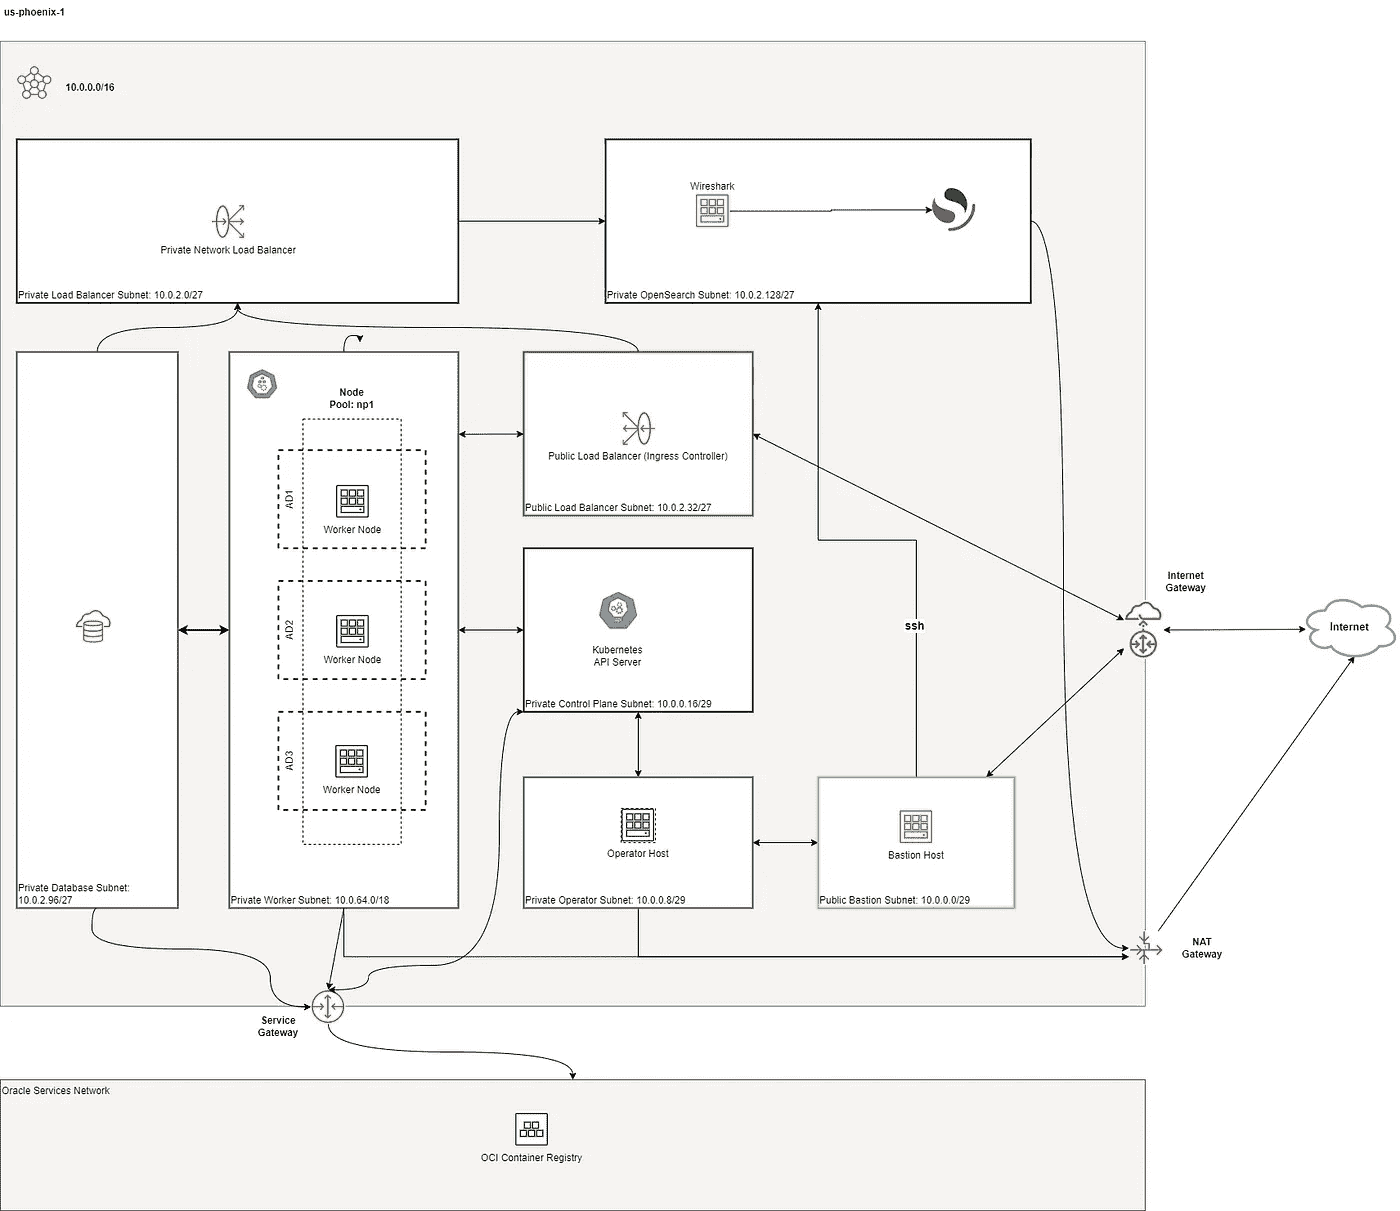 us-phoenix-1
10.0.0.0/16
Private Network Load Balancer
Private Load Balancer Subnet: 10.0.2.0/27
Wireshark
Private OpenSearch Subnet: 10.0.2.128/27
Private Database Subnet:
10.0.2.96/27
Node
Pool: np1
AD1
Worker Node
AD2
Worker Node
AD3
Worker Node
Private Worker Subnet: 10.0.64.0/18
Public Load Balancer (Ingress Controller)
Public Load Balancer Subnet: 10.0.2.32/27
Kubernetes
API Server
Private Control Plane Subnet: 10.0.0.16/29
Operator Host
Private Operator Subnet: 10.0.0.8/29
ssh
Bastion Host
Public Bastion Subnet: 10.0.0.0/29
Internet
Gateway
Internet
NAT
Gateway
Service
Gateway
Oracle Services Network
OCI Container Registry